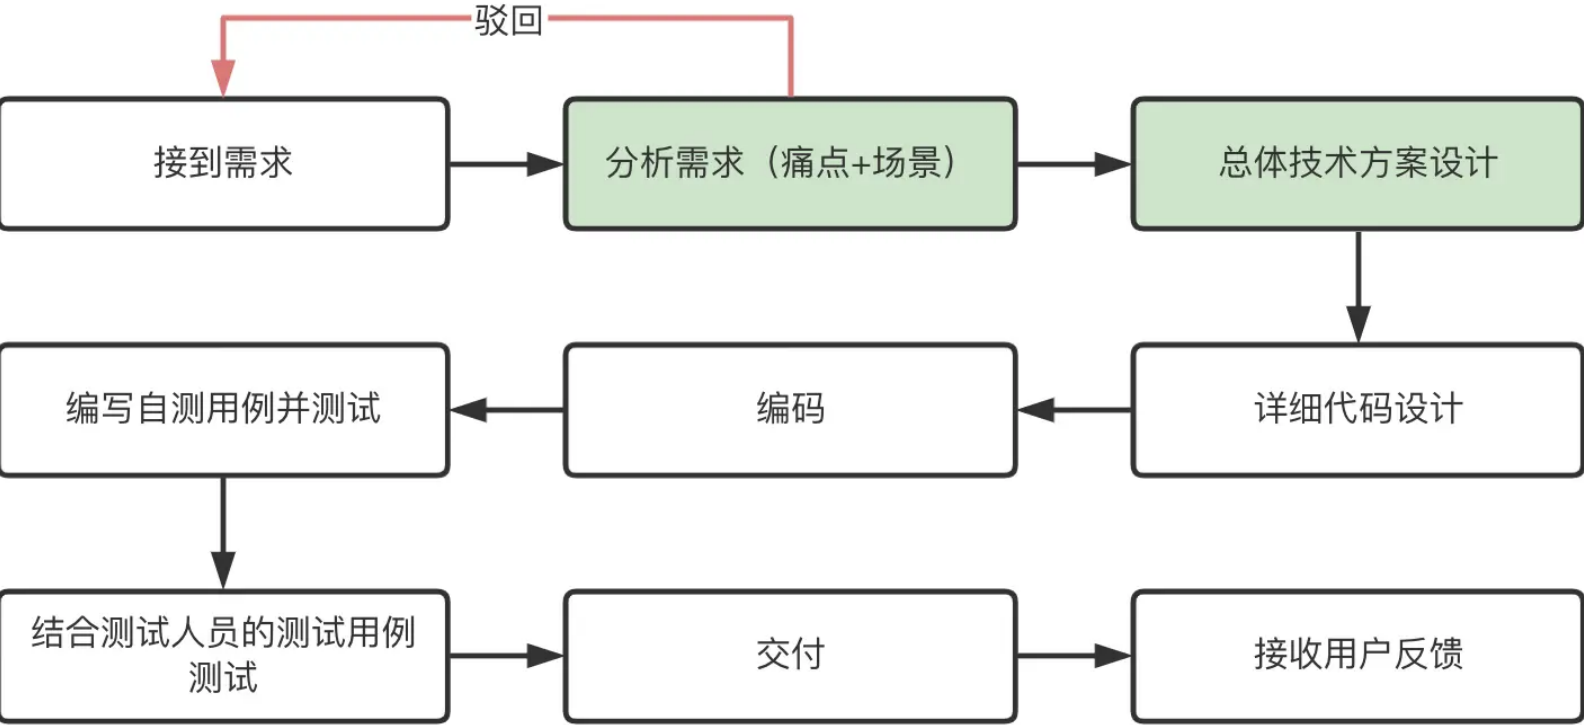 驳回
接到需求
分析需求（痛点+场景）
总体技术方案设计
编写自测用例并测试
编码
详细代码设计
结合测试人员的测试用例
测试
交付
接收用户反馈